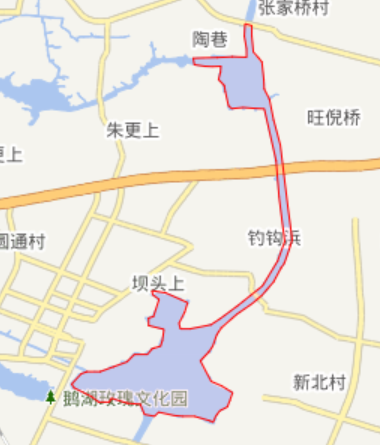 张家桥村
陶巷
旺倪桥
朱更上
更上
钓钩浜
圆通村
坝头上
新北村
鹅湖玫瑰文化园